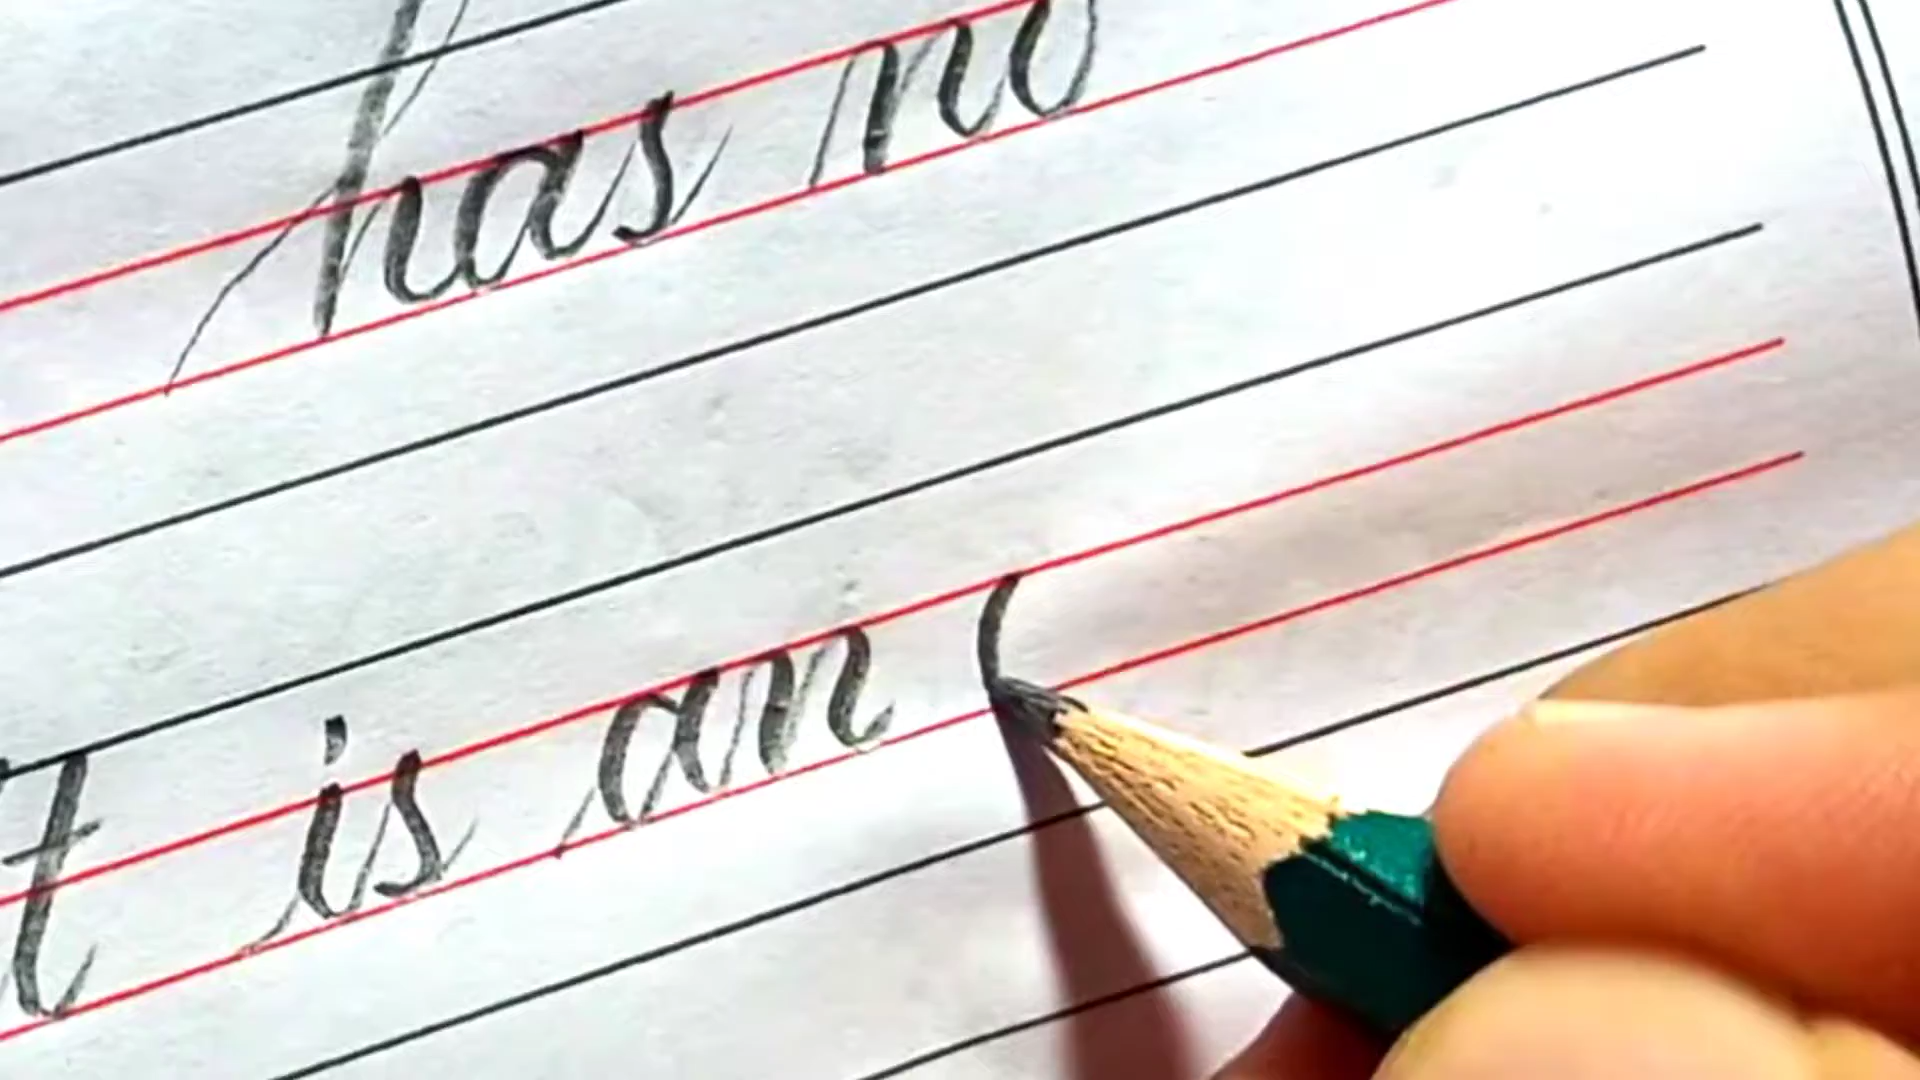 has no
t is an